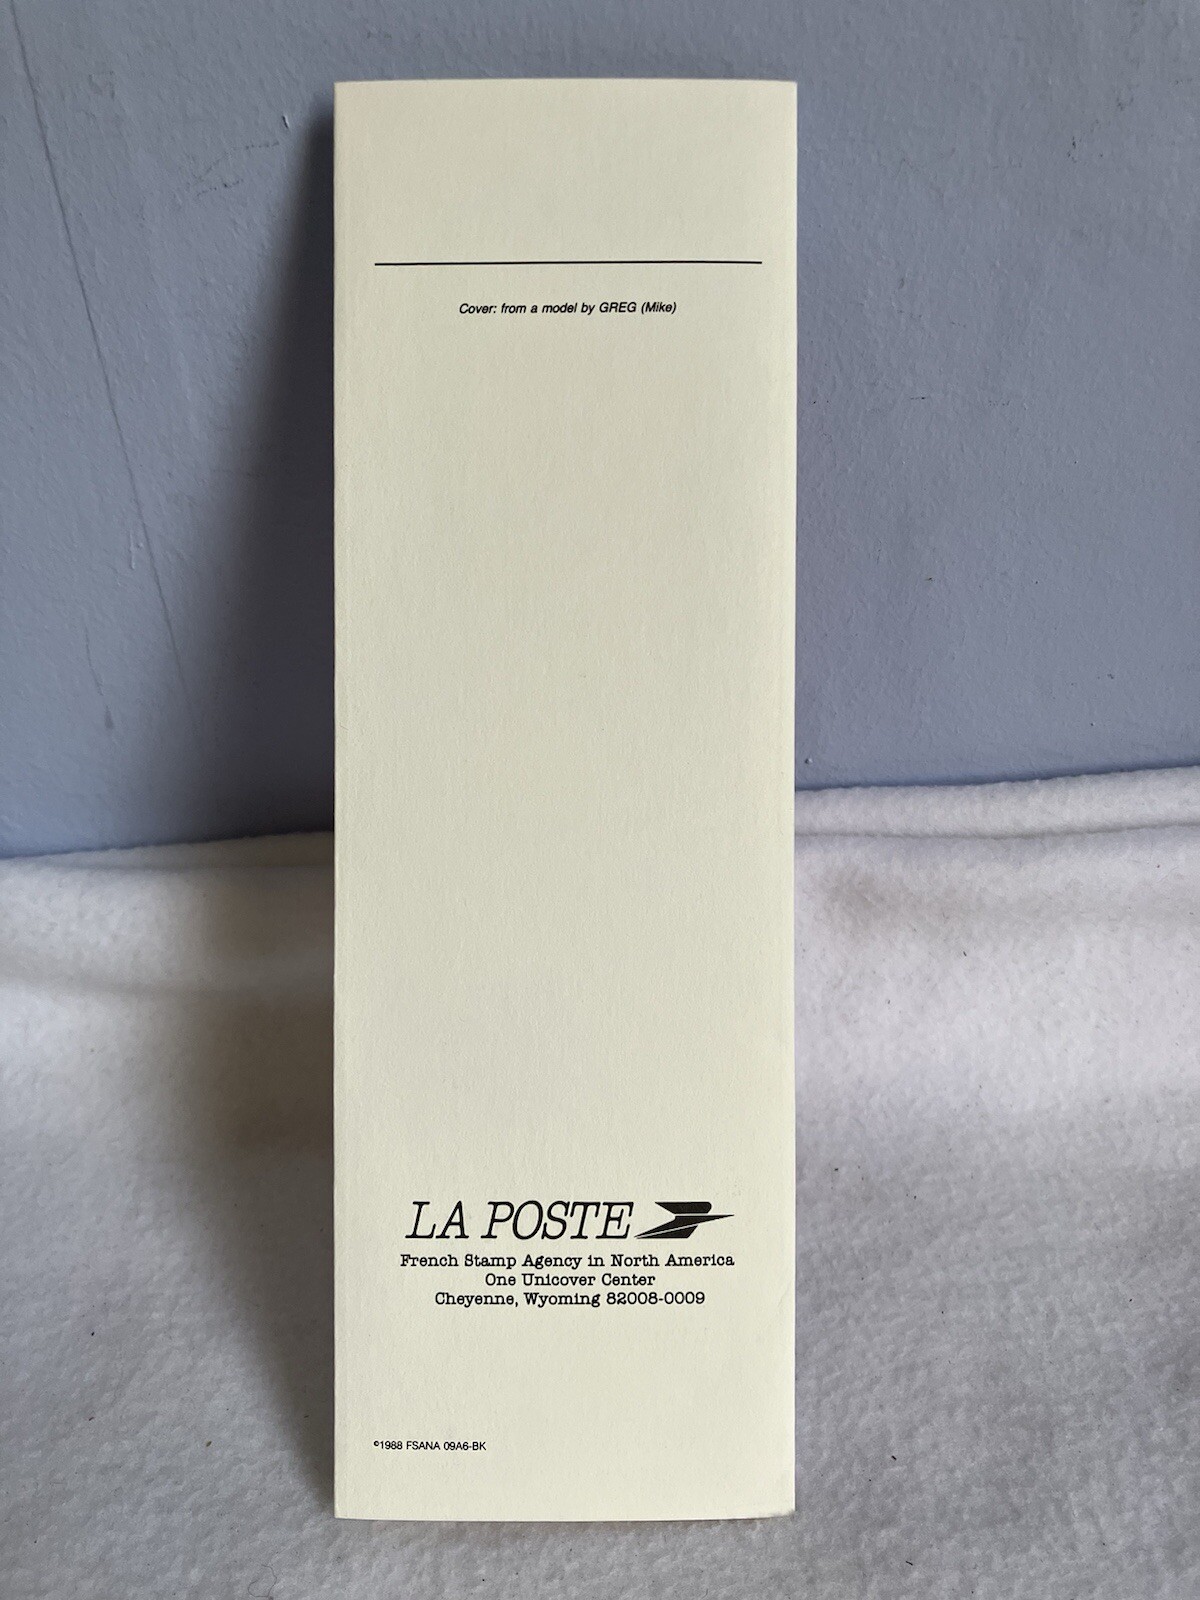 Cover: from a model by GREG (Mike)
LA POSTE
French Stamp Agency in North America
One Unicover Center
Cheyenne, Wyoming 82008-0009
©1988 FSANA 09A6-BK